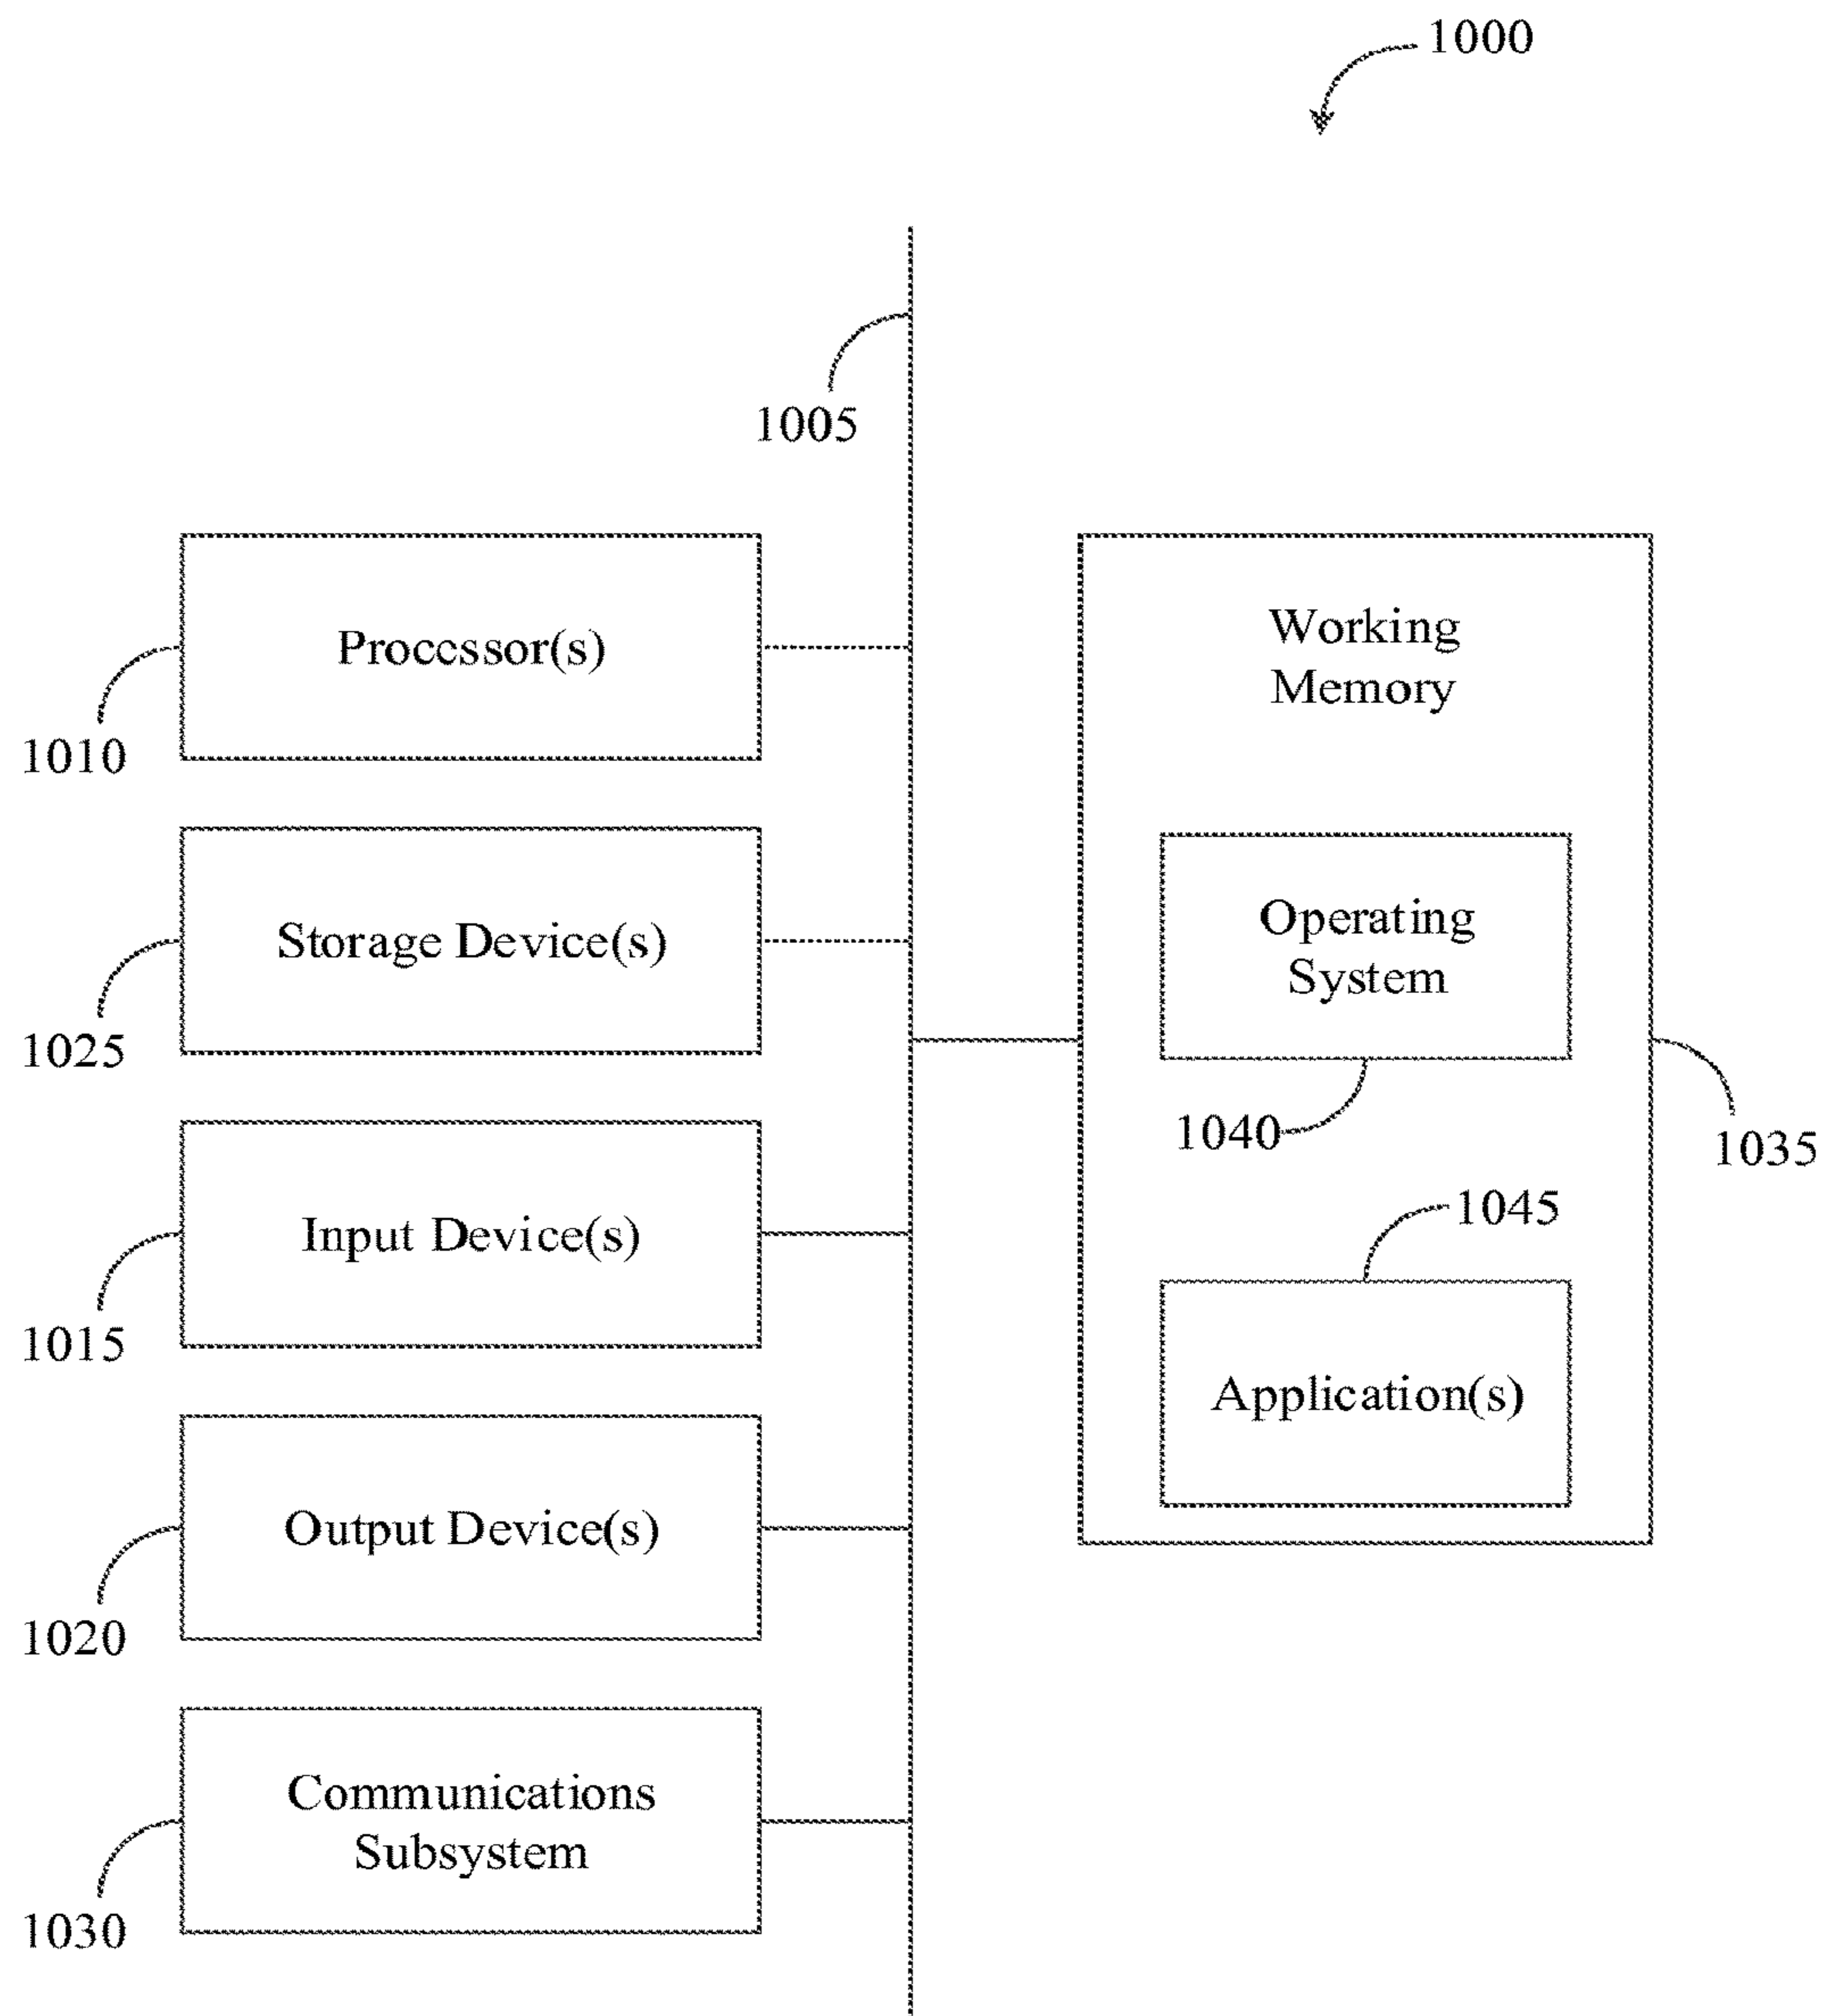 1000
1005
Processor(s)
1010
Storage Device(s)
1025
Input Device(s)
1015
Output Device(s)
1020
Communications
Subsystem
1030
Working
Memory
Operating
System
1040
1035
1045
Application(s)